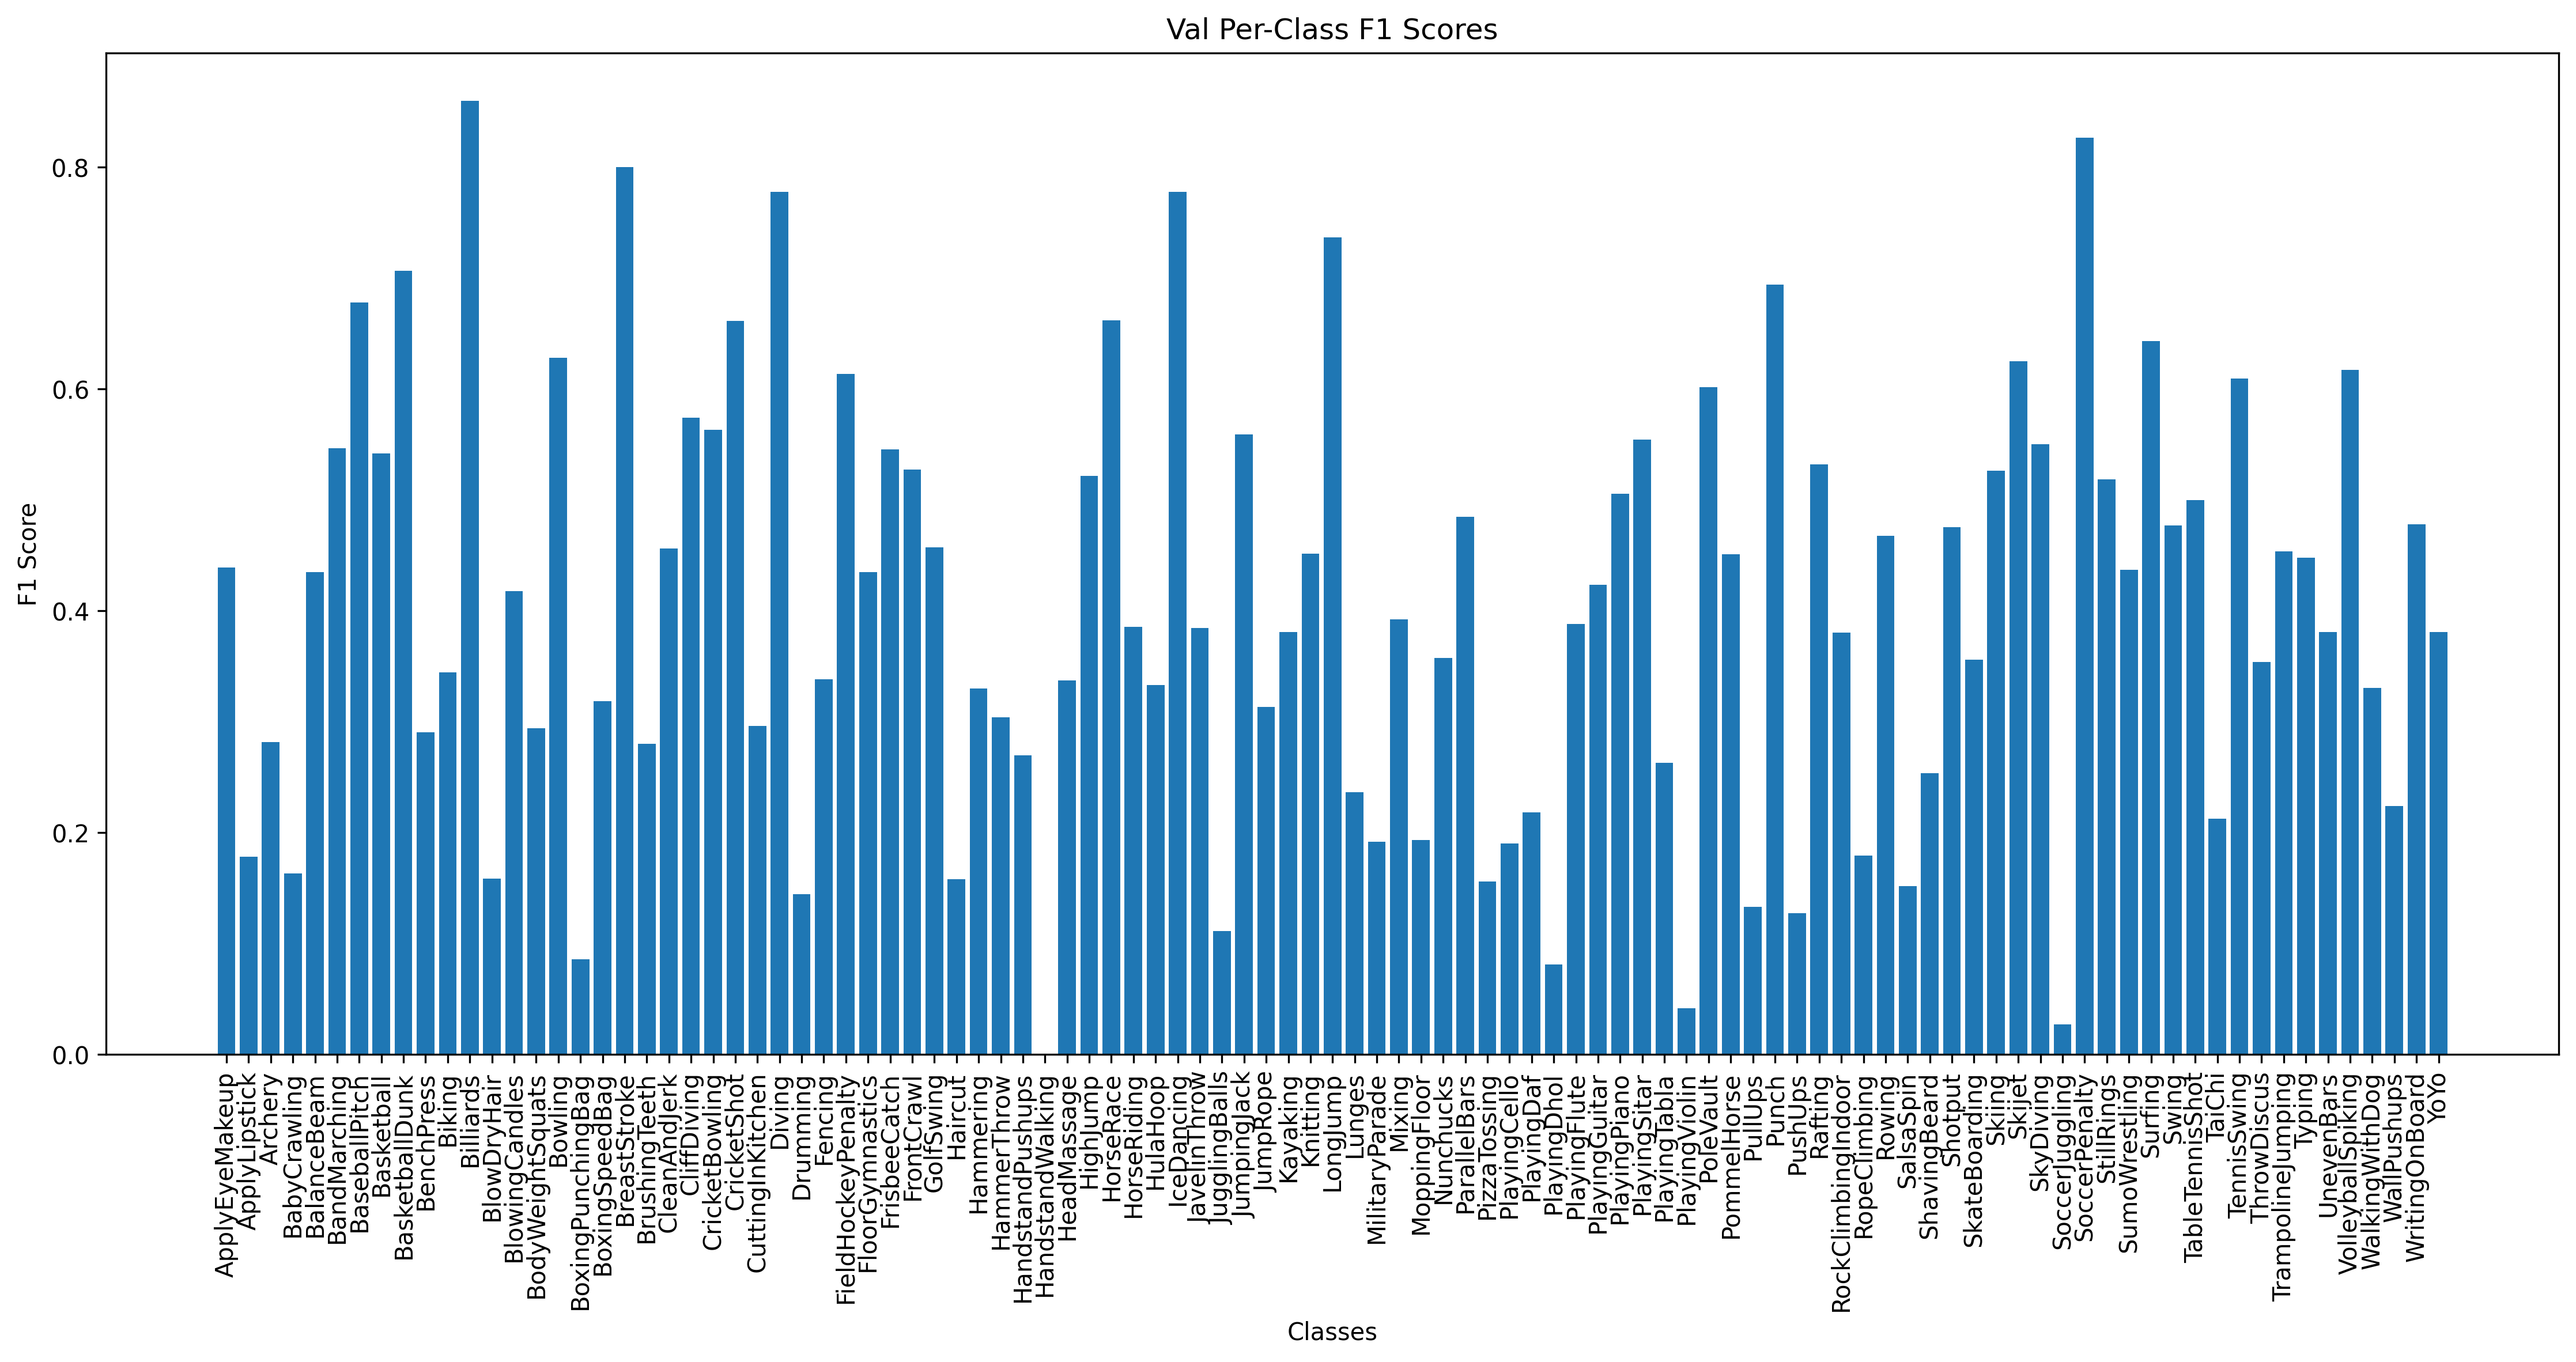 Val Per-Class F1 Scores
F1 Score
0.8
0.6
0.4
0.2
0.0
ApplyEyeMakeup
ApplyLipstick
Archery
BabyCrawling
BalanceBeam
BandMarching
BaseballPitch
Basketball
BasketballDunk
BenchPress
Biking
Billiards
BlowDryHair
BlowingCandles
BodyWeightSquats
Bowling
BoxingPunchingBag
BoxingSpeedBag
BreastStroke
BrushingTeeth
CleanAndJerk
CliffDiving
CricketBowling
CricketShot
CuttingInKitchen
Diving
Drumming
Fencing
FieldHockeyPenalty
FloorGymnastics
FrisbeeCatch
FrontCrawl
GolfSwing
Haircut
Hammering
HammerThrow
HandstandPushups
HandstandWalking
HeadMassage
HighJump
HorseRace
HorseRiding
HulaHoop
IceDancing
JavelinThrow
JugglingBalls
JumpingJack
JumpRope
Kayaking
Knitting
LongJump
Lunges
MilitaryParade
Mixing
MoppingFloor
Nunchucks
ParallelBars
PizzaTossing
PlayingCello
PlayingDaf
PlayingDhol
PlayingFlute
PlayingGuitar
PlayingPiano
PlayingSitar
PlayingTabla
PlayingViolin
PoleVault
PommelHorse
PullUps
Punch
PushUps
Rafting
RockClimbingIndoor
RopeClimbing
Rowing
SalsaSpin
ShavingBeard
Shotput
SkateBoarding
Skiing
Skijet
SkyDiving
SoccerJuggling
SoccerPenalty
StillRings
SumoWrestling
Surfing
Swing
TableTennisShot
TaiChi
TennisSwing
ThrowDiscus
TrampolineJumping
Typing
UnevenBars
VolleyballSpiking
WalkingWithDog
WallPushups
WritingOnBoard
YoYo
Classes